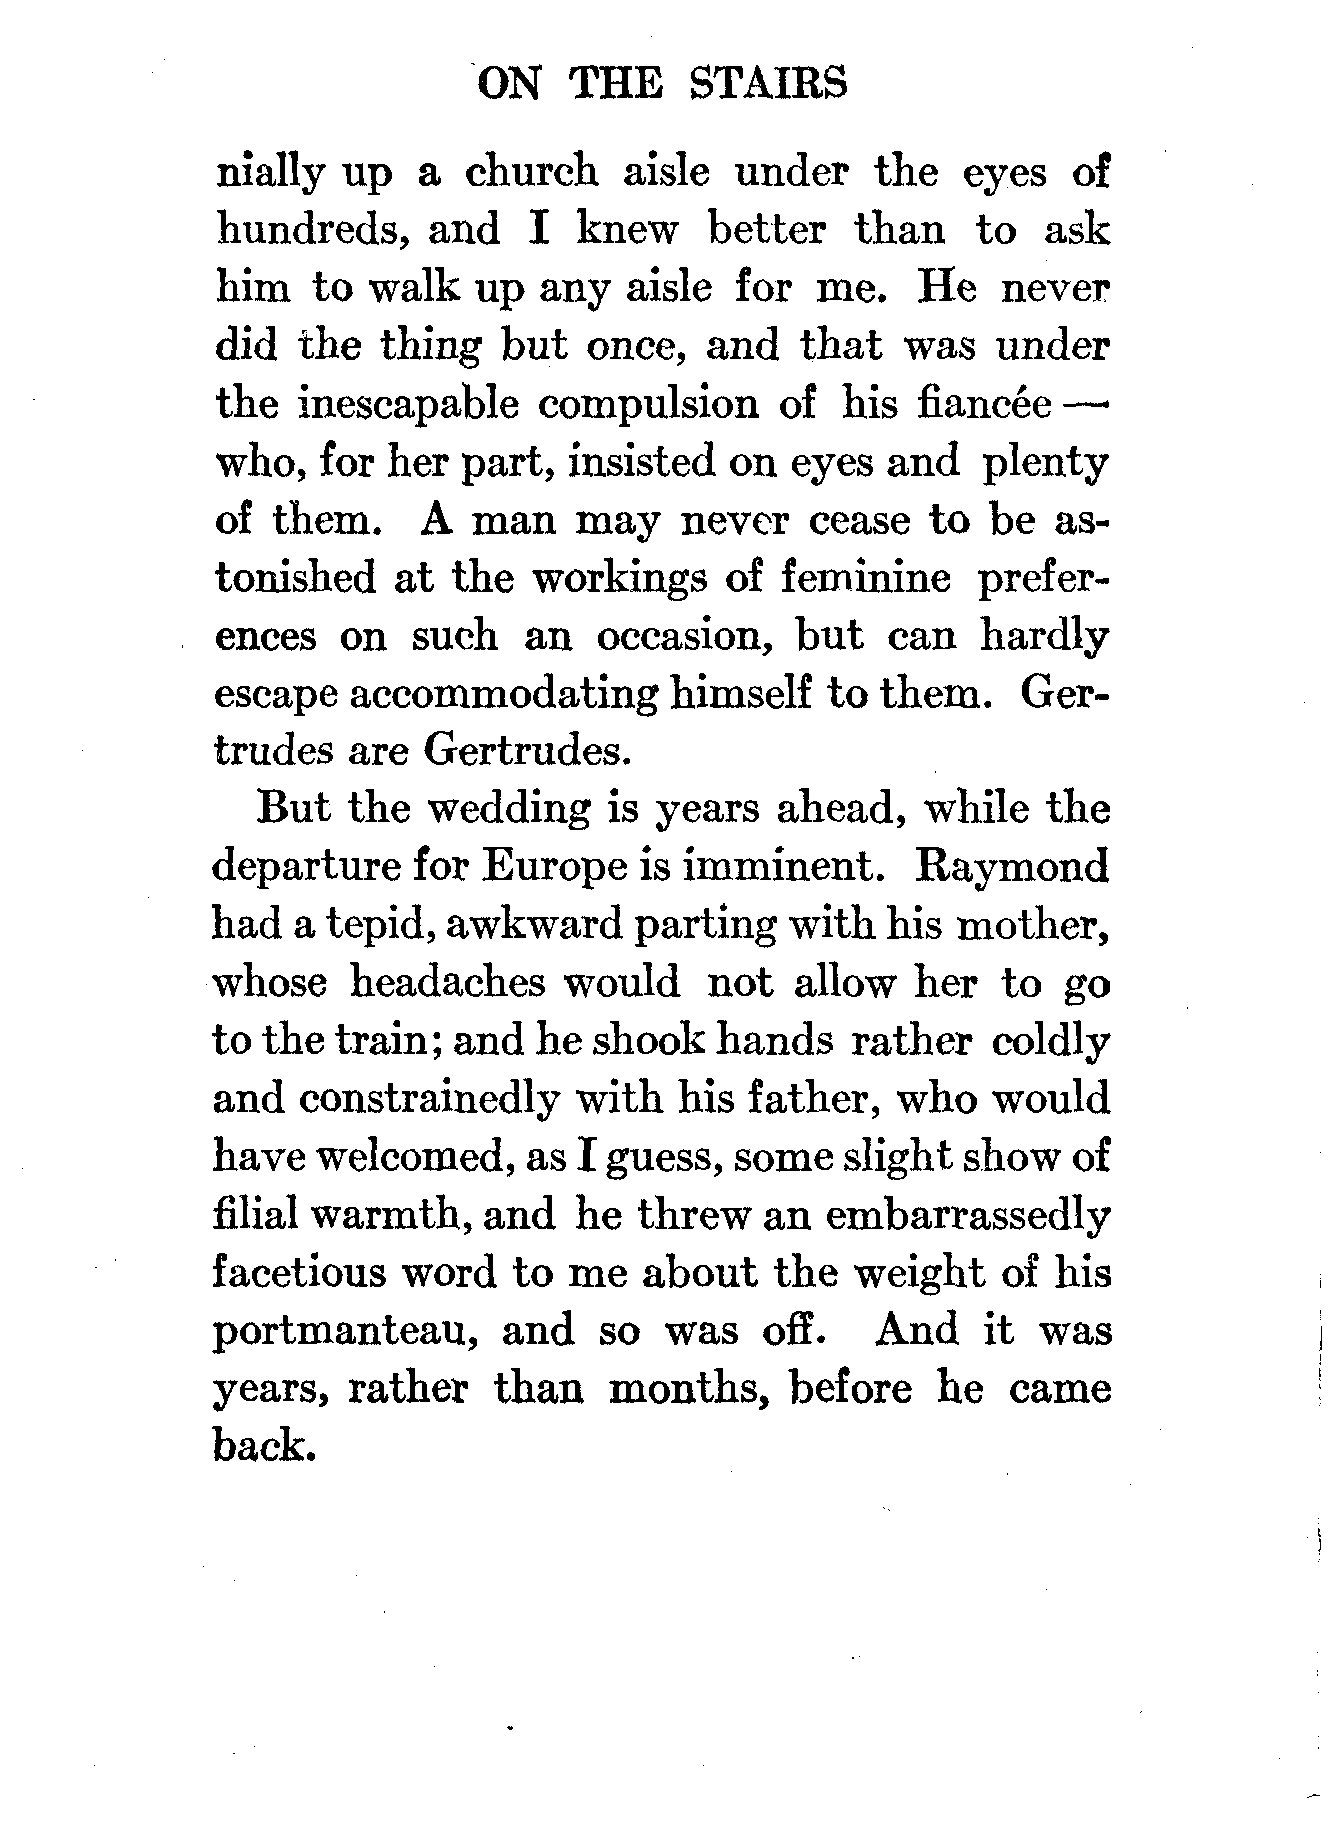 ON THE STAIRS
nially up a church aisle under the eyes of
hundreds, and I knew better than to ask
him to walk up any aisle for me. He never
did the thing but once, and that was under
the inescapable compulsion of his fiancée —
who, for her part, insisted on eyes and plenty
of them. A man may never cease to be as-
tonished at the workings of feminine prefer-
ences on such an occasion, but can hardly
escape accommodating himself to them. Ger-
trudes are Gertrudes.
But the wedding is years ahead, while the
departure for Europe is imminent. Raymond
had a tepid, awkward parting with his mother,
whose headaches would not allow her to go
to the train; and he shook hands rather coldly
and constrainedly with his father, who would
have welcomed, as I guess, some slight show of
filial warmth, and he threw an embarrassedly
facetious word to me about the weight of his
portmanteau, and so was off. And it was
years, rather than months, before he came
back.